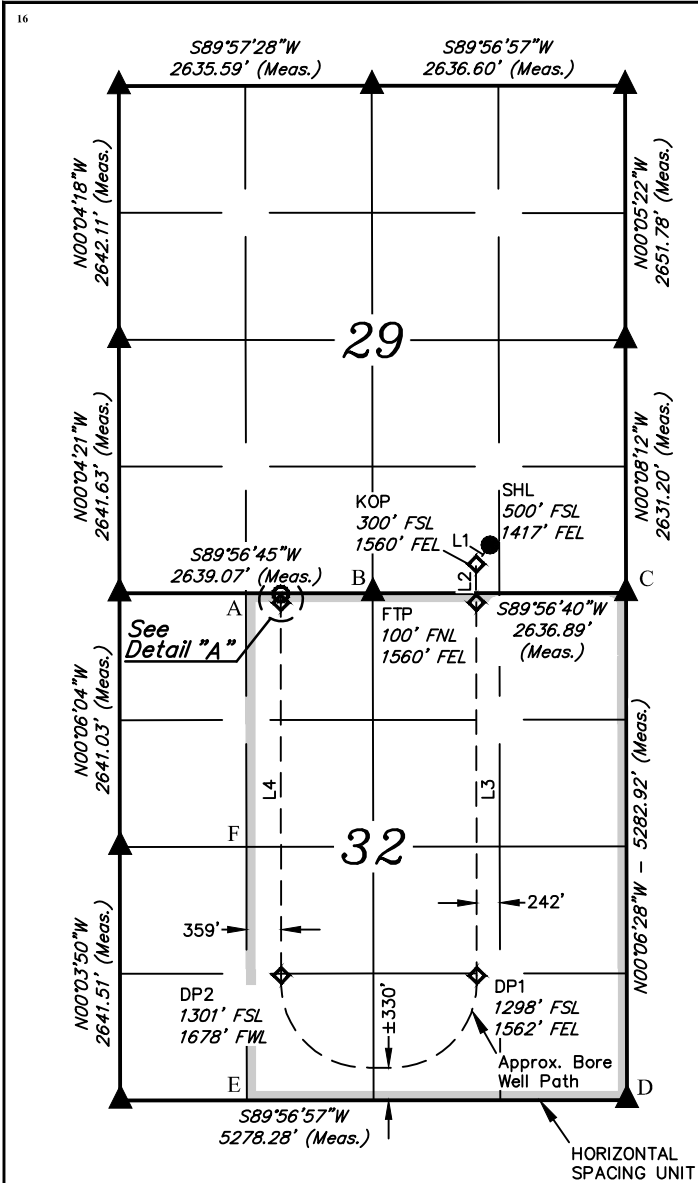 16
S89°57'28"W
2635.59' (Meas.)
S89°56'57"W
2636.60' (Meas.)
N00°04'18"W
2642.11' (Meas.)
N00°05'22"W
2651.78' (Meas.)
29
N00°04'21"W
2641.63' (Meas.)
N00°08'12"W
2631.20' (Meas.)
KOP
300' FSL
1560' FEL
SHL
500' FSL
1417' FEL
L1
L2
S89°56'45"W
2639.07' (Meas.)
A
B
C
See
Detail "A"
FTP
100' FNL
1560' FEL
S89°56'40"W
2636.89'
(Meas.)
N00°06'04"W
2641.03' (Meas.)
L4
L3
N00°06'28"W – 5282.92' (Meas.)
F
32
359'
242'
N00°03'50"W
2641.51' (Meas.)
DP2
1301' FSL
1678' FWL
±330'
DP1
1298' FSL
1562' FEL
Approx. Bore
Well Path
E
D
S89°56'57"W
5278.28' (Meas.)
HORIZONTAL
SPACING UNIT